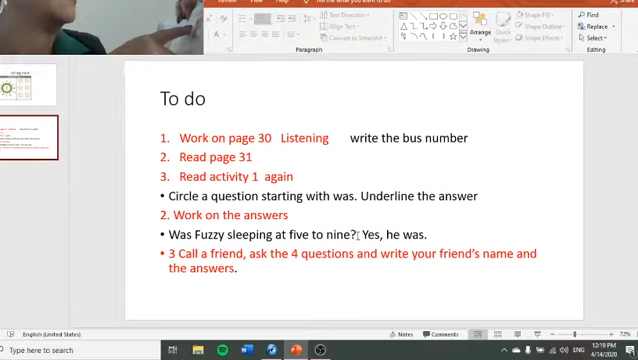 Text Direction
Align Text
Convert to SmartArt
Paragraph
Arrange
Quick
Styles
Shape Fill
Shape Outline
Shape Effects
Drawing
Find
Replace
Select
Editing
To do
1. Work on page 30 Listening write the bus number
2. Read page 31
3. Read activity 1 again
• Circle a question starting with was. Underline the answer
2. Work on the answers
• Was Fuzzy sleeping at five to nine? Yes, he was.
• 3 Call a friend, ask the 4 questions and write your friend's name and
the answers.
English (United States)
Notes
Comments
72%
Type here to search
ENG
12:19 PM
4/14/2020